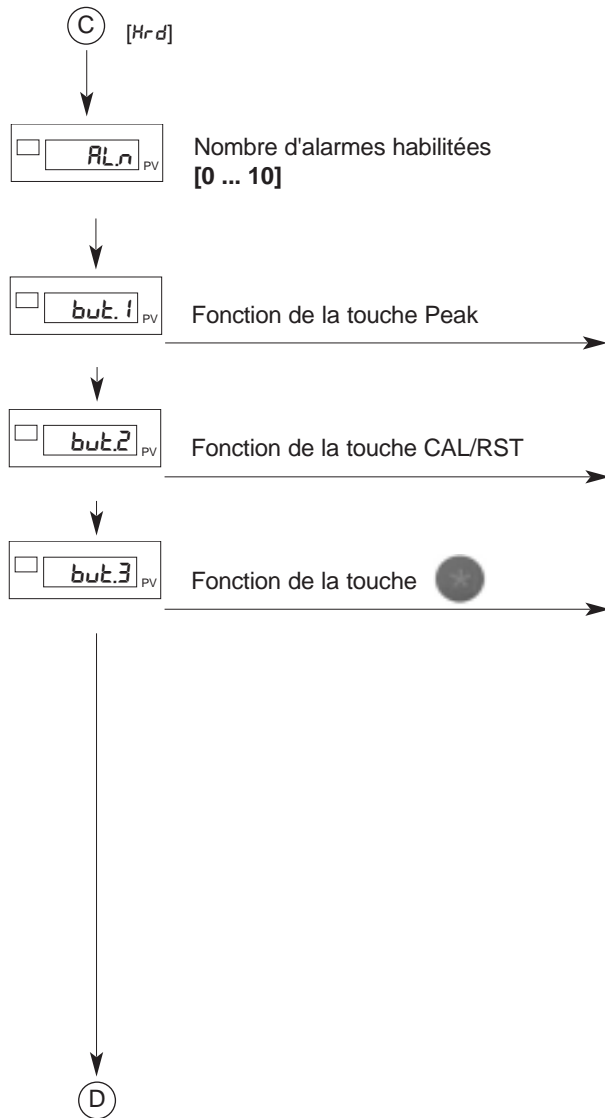 C [Hrd]
AL.n PV
Nombre d'alarmes habilitées
[0 ... 10]
but.1 PV
Fonction de la touche Peak
but.2 PV
Fonction de la touche CAL/RST
but.3 PV
Fonction de la touche *
D